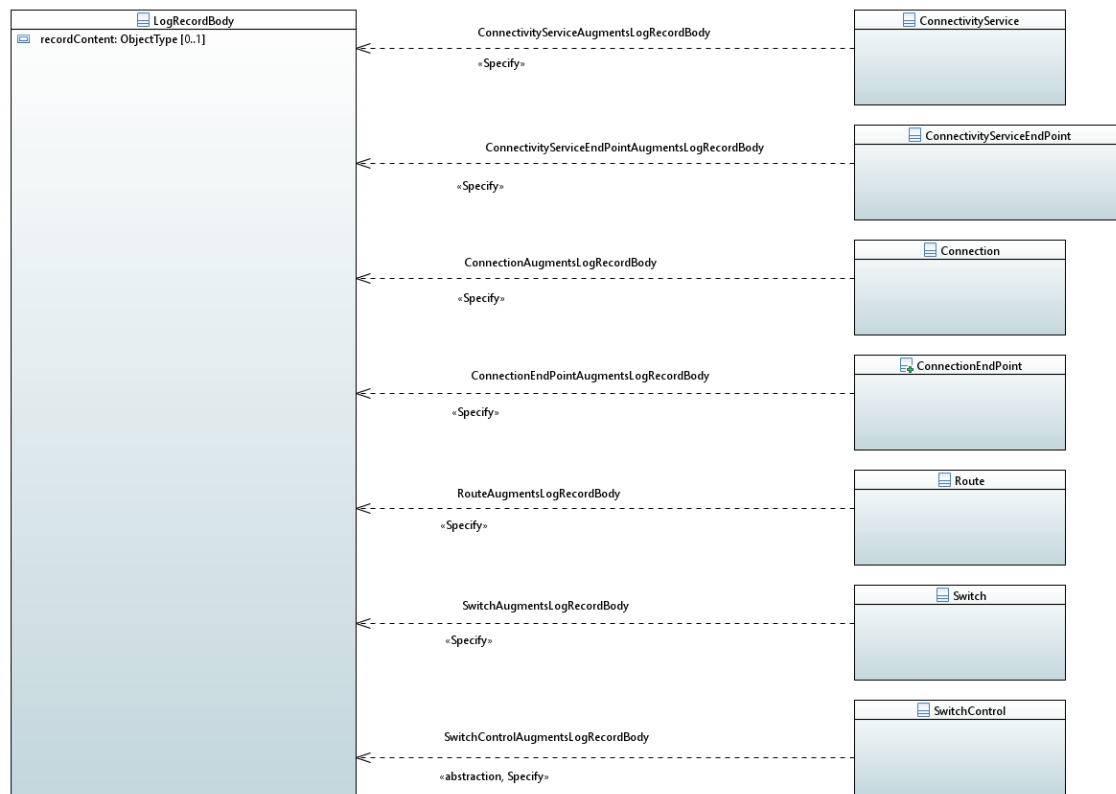 LogRecordBody
recordContent: ObjectType [0..1]
ConnectivityServiceAugmentsLogRecordBody
«Specify»
ConnectivityService
ConnectivityServiceEndPointAugmentsLogRecordBody
«Specify»
ConnectivityServiceEndPoint
ConnectionAugmentsLogRecordBody
«Specify»
Connection
ConnectionEndPointAugmentsLogRecordBody
«Specify»
ConnectionEndPoint
RouteAugmentsLogRecordBody
«Specify»
Route
SwitchAugmentsLogRecordBody
«Specify»
Switch
SwitchControlAugmentsLogRecordBody
«abstraction, Specify»
SwitchControl